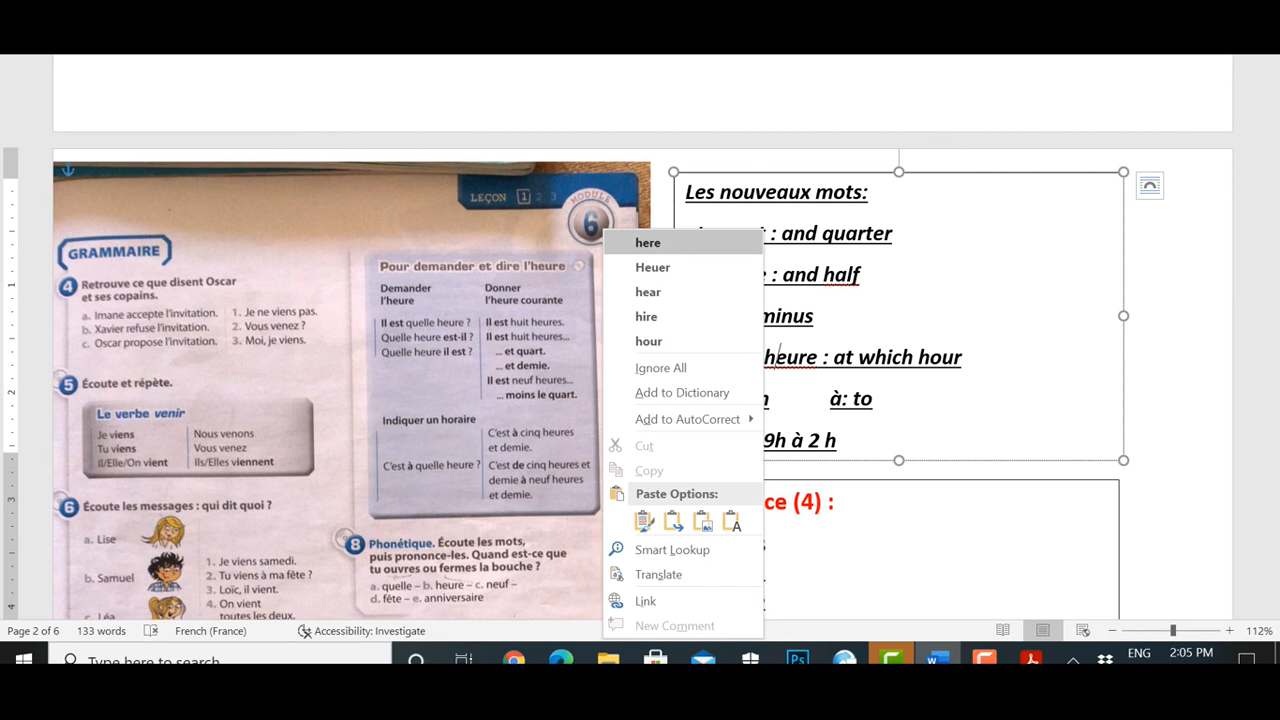 LEÇON 1 2 3
MODULE
6
GRAMMAIRE
4 Retrouve ce que disent Oscar
et ses copains.
a. Imane accepte l'invitation.
b. Xavier refuse l'invitation.
c. Oscar propose l'invitation.
1. Je ne viens pas.
2. Vous venez ?
3. Moi, je viens.
5 Écoute et répète.
Le verbe venir
Je viens
Tu viens
Il/Elle/On vient
Nous venons
Vous venez
Ils/Elles viennent
6 Écoute les messages : qui dit quoi ?
a. Lise
b. Samuel
c. Léa
1. Je viens samedi.
2. Tu viens à ma fête ?
3. Loïc, il vient.
4. On vient
toutes les deux.
Pour demander et dire l'heure
Demander
l'heure
Donner
l'heure courante
Il est quelle heure ?
Quelle heure est-il ?
Quelle heure il est ?
Il est huit heures.
Il est huit heures...
... et quart.
... et demie.
Il est neuf heures...
... moins le quart.
Indiquer un horaire
C'est à quelle heure ?
C'est à cinq heures
et demie.
C'est de cinq heures et
demie à neuf heures
et demie.
8 Phonétique. Écoute les mots,
puis prononce-les. Quand est-ce que
tu ouvres ou fermes la bouche ?
a. quelle – b. heure – c. neuf –
d. fête – e. anniversaire
here
Heuer
hear
hire
hour
Ignore All
Add to Dictionary
Add to AutoCorrect
Cut
Copy
Paste Options:
Smart Lookup
Translate
Link
New Comment
Les nouveaux mots:
: and quarter
: and half
minus
heure : at which hour
à: to
9h à 2 h
ce (4) :
Page 2 of 6
133 words
French (France)
Accessibility: Investigate
112%
Type here to search
ENG
2:05 PM